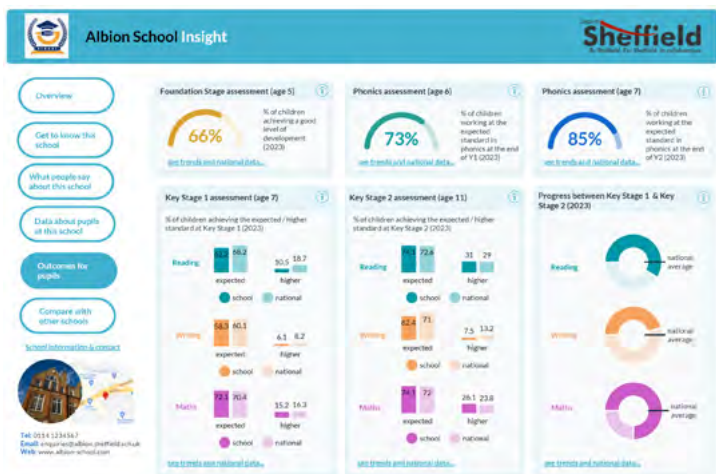 Albion School Insight
Sheffield
Overview
Get to know this
school
What people say
about this school
Data about pupils
at this school
Outcomes for
pupils
Compare with
other schools
School information & contact
Tel: 0114 1234567
Email: enquiries@albion.sheffield.sch.uk
Web: www.albion-school.com
Foundation Stage assessment (age 5)
66%
% of children
achieving a good
level of
development
(2023)
see trends and national data...
Phonics assessment (age 6)
73%
% of children
working at the
expected
standard in
phonics at the end
of Y1 (2023)
see trends and national data...
Phonics assessment (age 7)
85%
% of children
working at the
expected
standard in
phonics at the end
of Y2 (2023)
see trends and national data...
Key Stage 1 assessment (age 7)
% of children achieving the expected / higher
standard at Key Stage 1 (2023)
Reading
68.2
10.5 18.7
expected higher
school national
Writing
58.3 60.1
6.1 8.2
expected higher
school national
Maths
72.1 70.4
15.2 16.3
expected higher
school national
see trends and national data...
Key Stage 2 assessment (age 11)
% of children achieving the expected / higher
standard at Key Stage 2 (2023)
Reading
72.6
31 29
expected higher
school national
Writing
62.4 71
7.5 13.2
expected higher
school national
Maths
74.1 72
26.1 23.8
expected higher
school national
see trends and national data...
Progress between Key Stage 1 & Key
Stage 2 (2023)
Reading
national
average
Writing
national
average
Maths
national
average